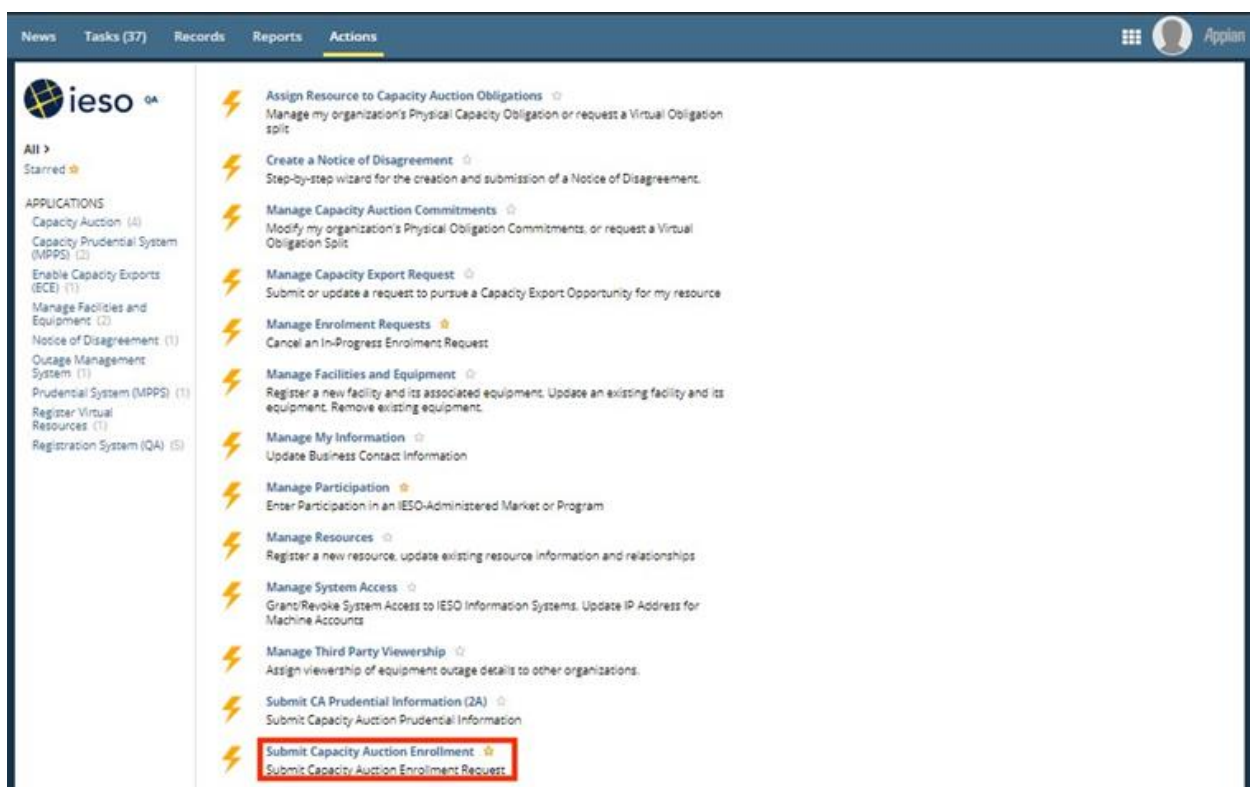 News Tasks (37) Records Reports Actions Appian
ieso QA
All >
Starred
APPLICATIONS
Capacity Auction (4)
Capacity Prudential System
(MPPS) (2)
Enable Capacity Exports
(ECE) (1)
Manage Facilities and
Equipment (2)
Notice of Disagreement (1)
Outage Management
System (1)
Prudential System (MPPS) (1)
Register Virtual
Resources (1)
Registration System (QA) (5)
Assign Resource to Capacity Auction Obligations
Manage my organization's Physical Capacity Obligation or request a Virtual Obligation
split
Create a Notice of Disagreement
Step-by-step wizard for the creation and submission of a Notice of Disagreement.
Manage Capacity Auction Commitments
Modify my organization's Physical Obligation Commitments, or request a Virtual
Obligation Split
Manage Capacity Export Request
Submit or update a request to pursue a Capacity Export Opportunity for my resource
Manage Enrolment Requests
Cancel an In-Progress Enrolment Request
Manage Facilities and Equipment
Register a new facility and its associated equipment. Update an existing facility and its
equipment. Remove existing equipment.
Manage My Information
Update Business Contact Information
Manage Participation
Enter Participation in an IESO-Administered Market or Program
Manage Resources
Register a new resource, update existing resource information and relationships
Manage System Access
Grant/Revoke System Access to IESO Information Systems. Update IP Address for
Machine Accounts
Manage Third Party Viewership
Assign viewership of equipment outage details to other organizations.
Submit CA Prudential Information (2A)
Submit Capacity Auction Prudential Information
Submit Capacity Auction Enrollment
Submit Capacity Auction Enrollment Request